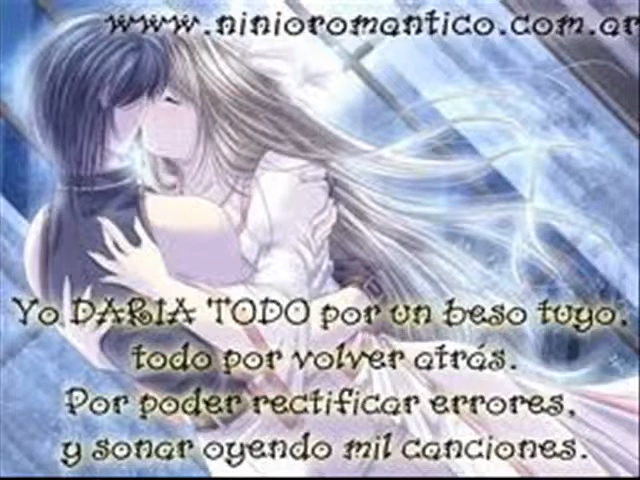 www.ninioromantico.com.ar
Yo DARIA TODO por un beso tuyo,
todo por volver atrás.
Por poder rectificar errores,
y sonar oyendo mil canciones.